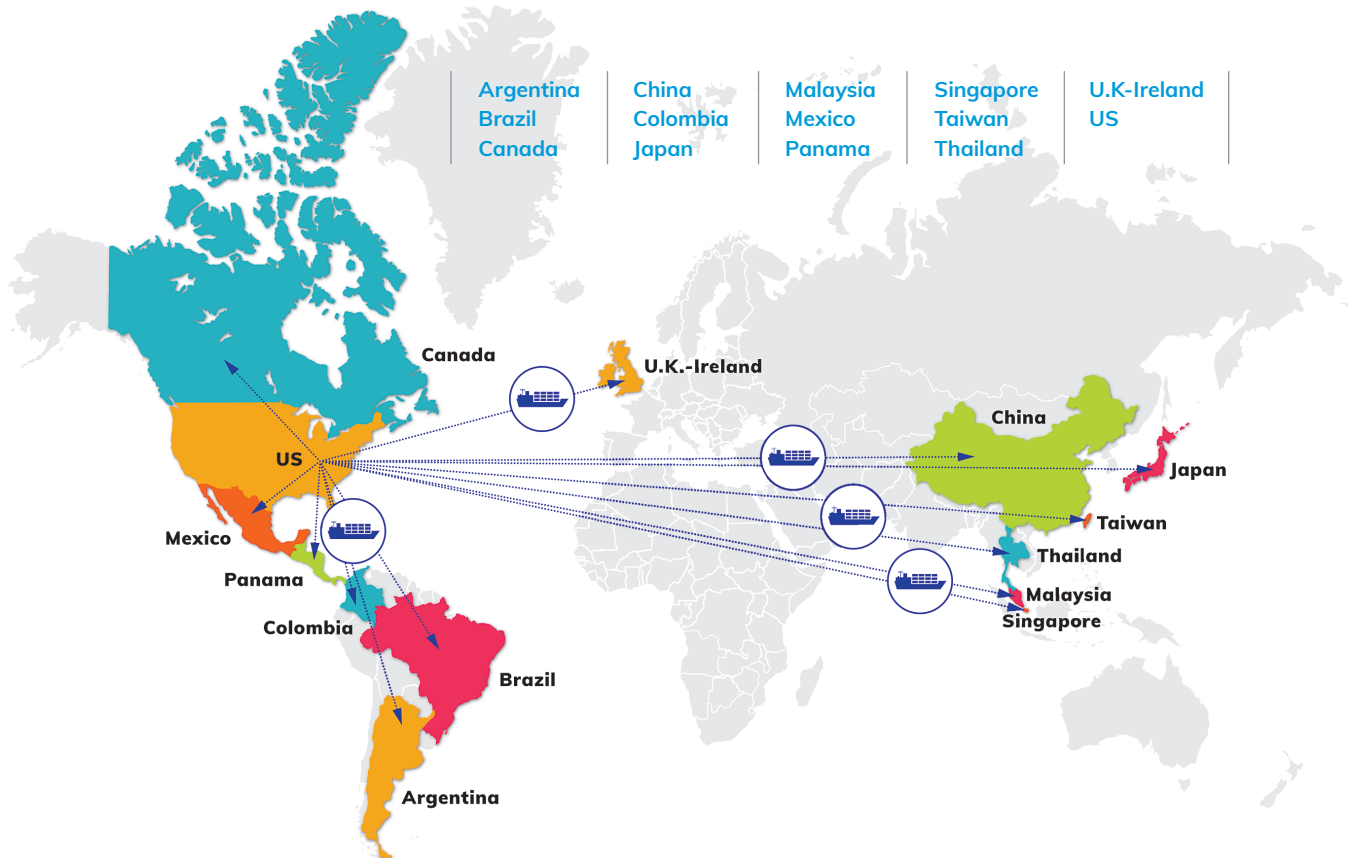 Argentina
Brazil
Canada
China
Colombia
Japan
Malaysia
Mexico
Panama
Singapore
Taiwan
Thailand
U.K-Ireland
US
Canada
U.K.-Ireland
China
US
Japan
Taiwan
Mexico
Thailand
Panama
Malaysia
Singapore
Colombia
Brazil
Argentina